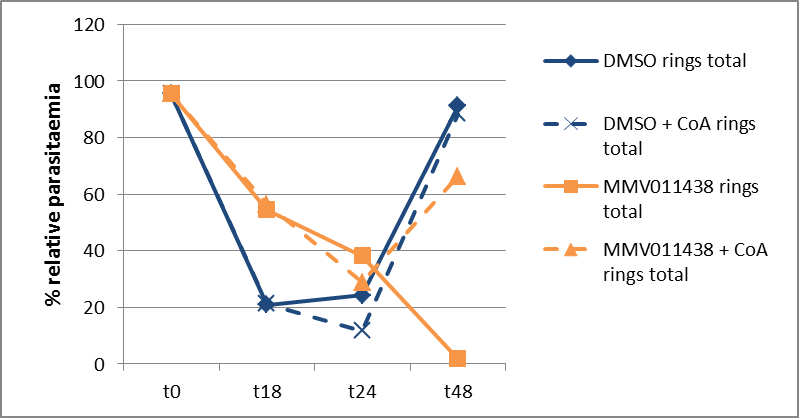 % relative parasitaemia
120
100
80
60
40
20
0
t0
t18
t24
t48
DMSO rings total
DMSO + CoA rings
total
MMV011438 rings
total
MMV011438 + CoA
rings total